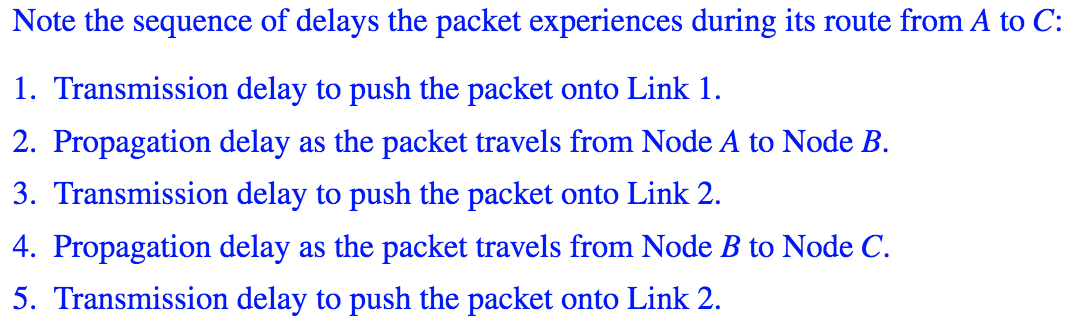 Note the sequence of delays the packet experiences during its route from A to C:
1. Transmission delay to push the packet onto Link 1.
2. Propagation delay as the packet travels from Node A to Node B.
3. Transmission delay to push the packet onto Link 2.
4. Propagation delay as the packet travels from Node B to Node C.
5. Transmission delay to push the packet onto Link 2.